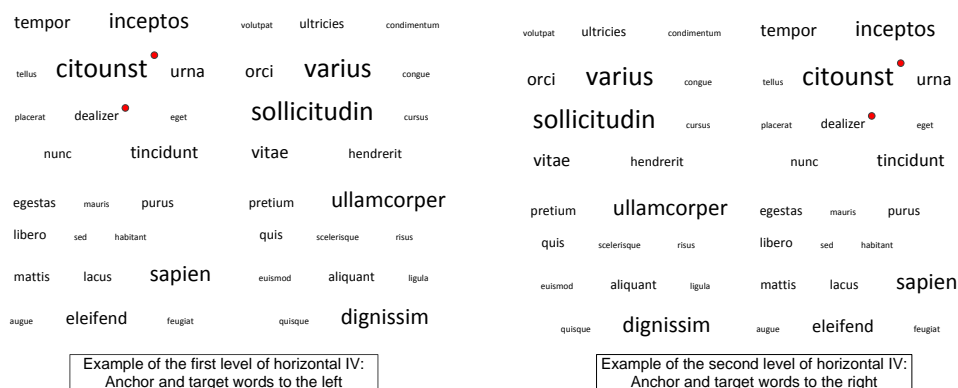 tempor inceptos volutpat ultricies condimentum
tellus citounst urna orci varius congue
placerat dealizer eget sollicitudin cursus
nunc tincidunt vitae hendrerit
egestas mauris purus pretium ullamcorper
libero sed habitant quis scelerisque risus
mattis lacus sapien euismod aliquant ligula
augue eleifend feugiat quisque dignissim
Example of the first level of horizontal IV:
Anchor and target words to the left
volutpat ultricies condimentum tempor inceptos
orci varius congue tellus citounst urna
sollicitudin cursus placerat dealizer eget
vitae hendrerit nunc tincidunt
pretium ullamcorper egestas mauris purus
quis scelerisque risus libero sed habitant
euismod aliquant ligula mattis lacus sapien
quisque dignissim augue eleifend feugiat
Example of the second level of horizontal IV:
Anchor and target words to the right